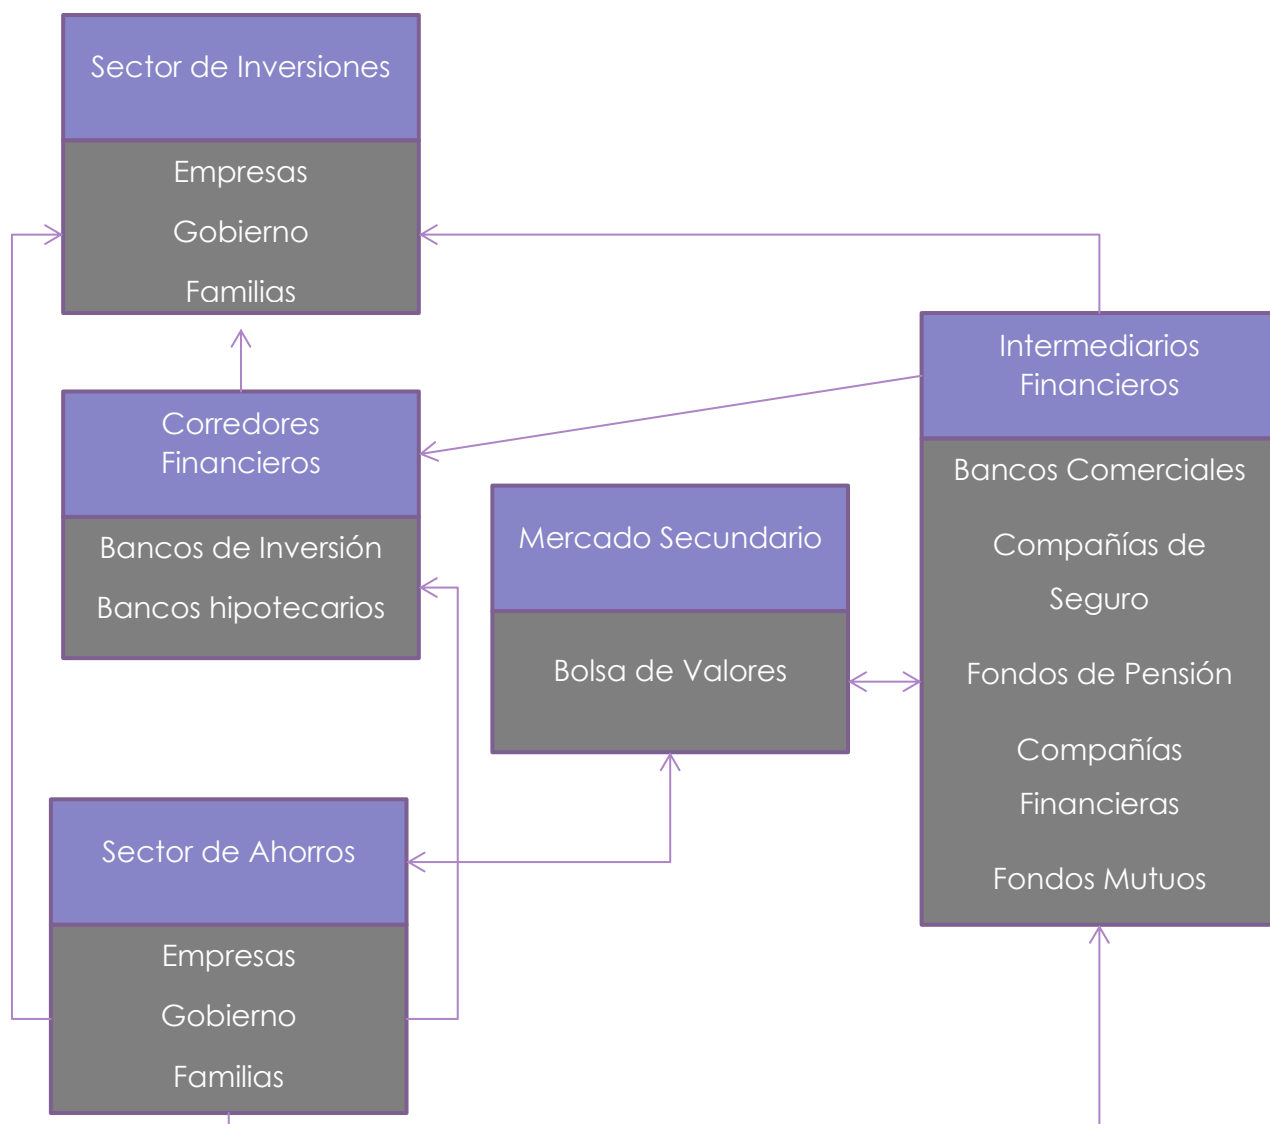 Sector de Inversiones
Empresas
Gobierno
Familias
Corredores
Financieros
Bancos de Inversión
Bancos hipotecarios
Mercado Secundario
Bolsa de Valores
Intermediarios
Financieros
Bancos Comerciales
Compañías de
Seguro
Fondos de Pensión
Compañías
Financieras
Fondos Mutuos
Sector de Ahorros
Empresas
Gobierno
Familias